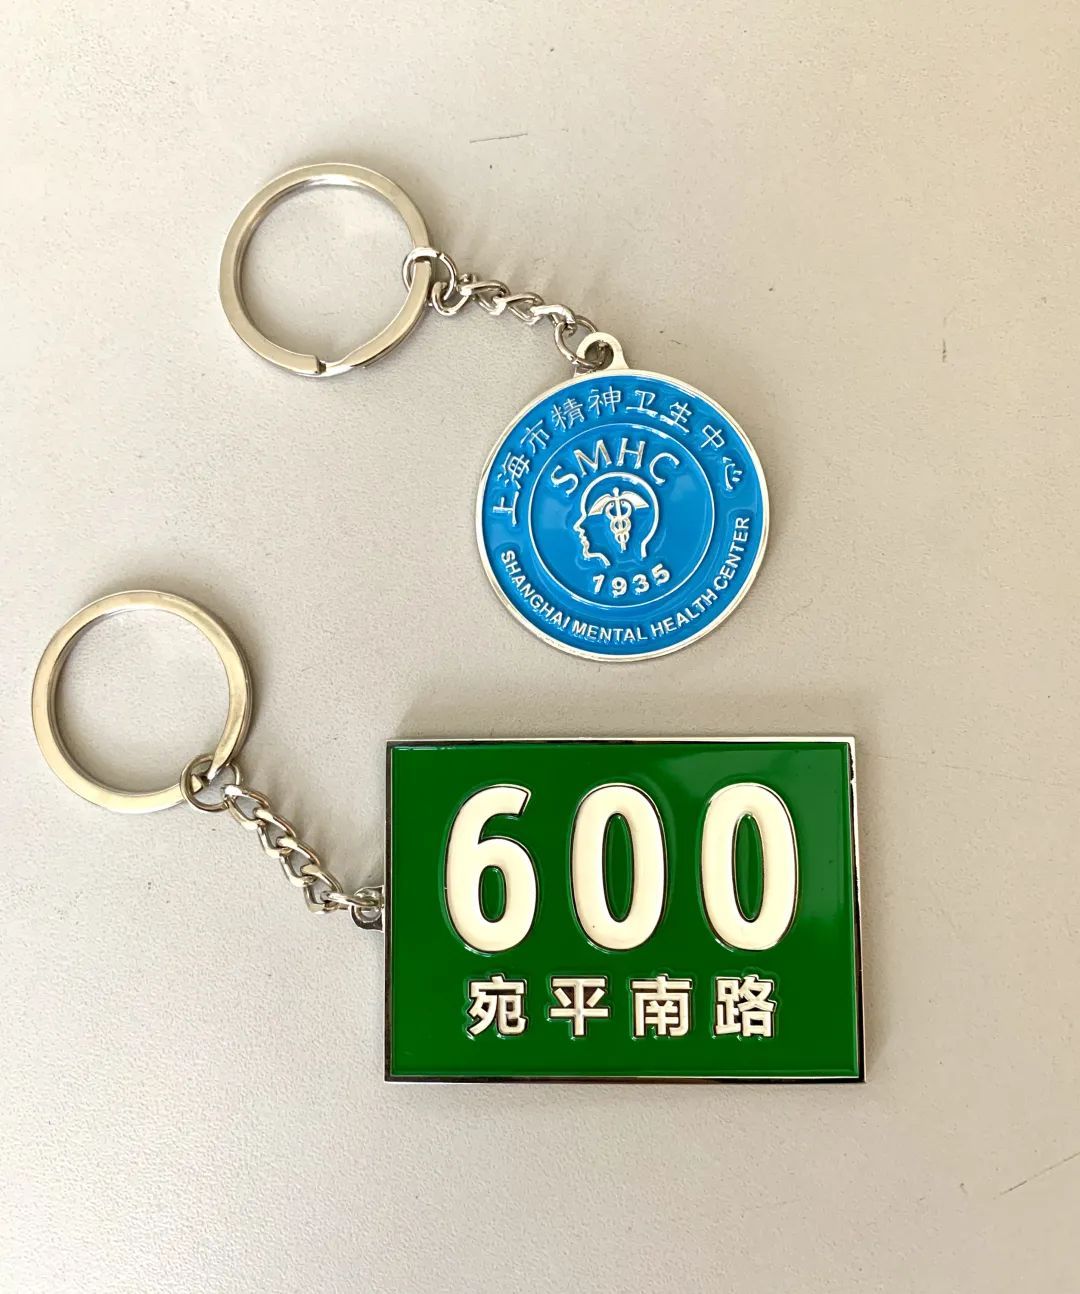 上海市精神卫生中心
SMHC
1935
SHANGHAI MENTAL HEALTH CENTER
600
宛平南路